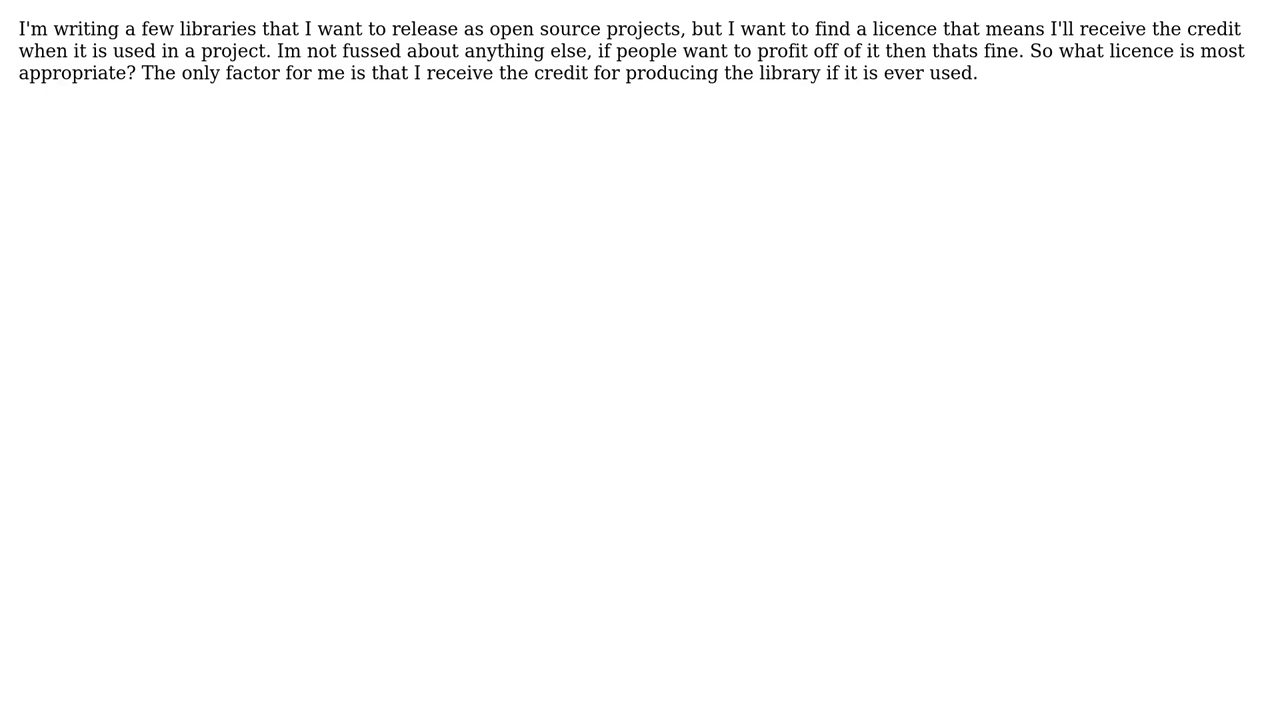 I'm writing a few libraries that I want to release as open source projects, but I want to find a licence that means I'll receive the credit
when it is used in a project. Im not fussed about anything else, if people want to profit off of it then thats fine. So what licence is most
appropriate? The only factor for me is that I receive the credit for producing the library if it is ever used.